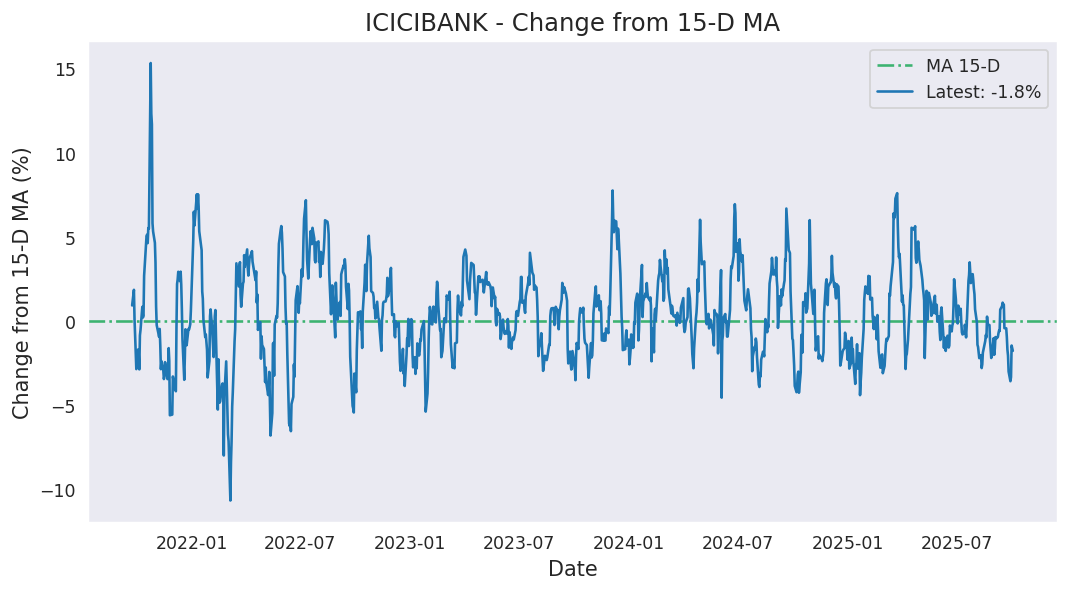 ICICIBANK - Change from 15-D MA
MA 15-D
Latest: -1.8%
Change from 15-D MA (%)
15
10
5
0
−5
−10
2022-01
2022-07
2023-01
2023-07
2024-01
2024-07
2025-01
2025-07
Date